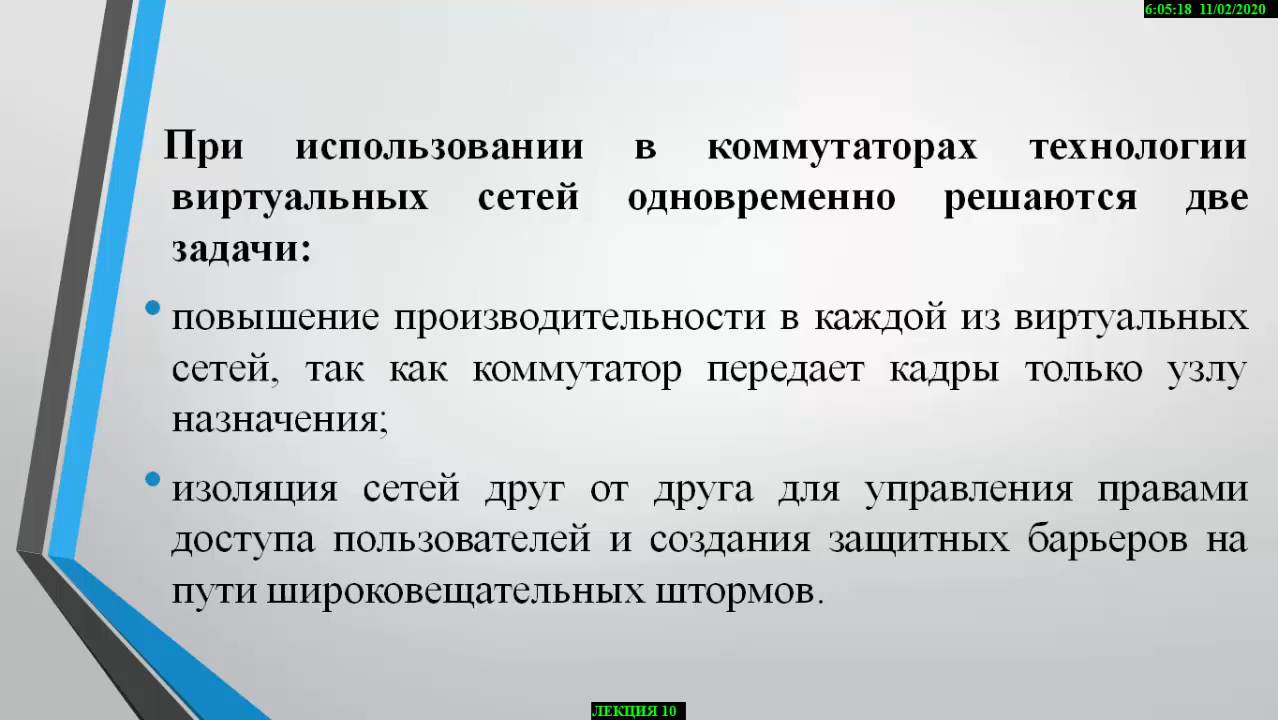 6:05:18 11/02/2020
При использовании в коммутаторах технологии
виртуальных сетей одновременно решаются две
задачи:
• повышение производительности в каждой из виртуальных
сетей, так как коммутатор передает кадры только узлу
назначения;
• изоляция сетей друг от друга для управления правами
доступа пользователей и создания защитных барьеров на
пути широковещательных штормов.
ЛЕКЦИЯ 10